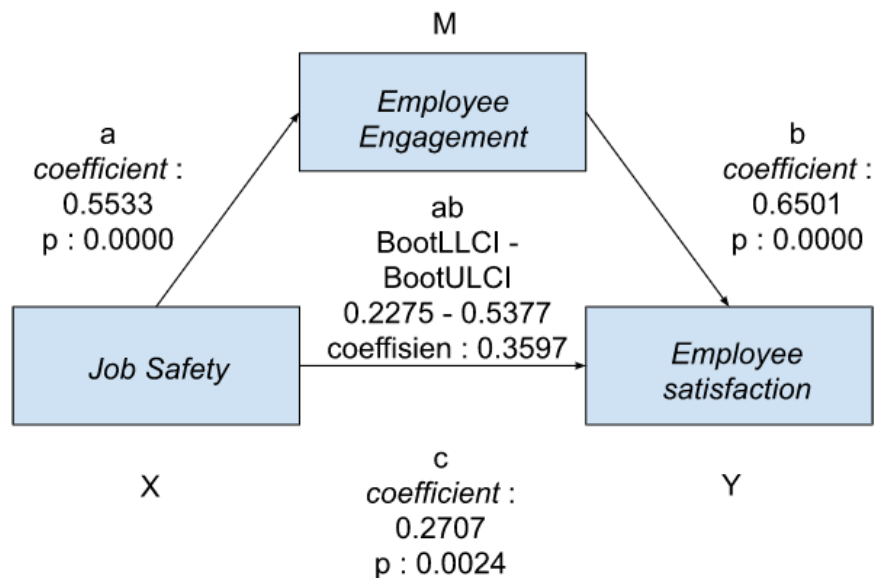 M
Employee
Engagement
a
coefficient :
0.5533
p : 0.0000
b
coefficient :
0.6501
p : 0.0000
ab
BootLLCI -
BootULCI
0.2275 - 0.5377
coeffisien : 0.3597
Job Safety
Employee
satisfaction
X
c
coefficient :
0.2707
p : 0.0024
Y